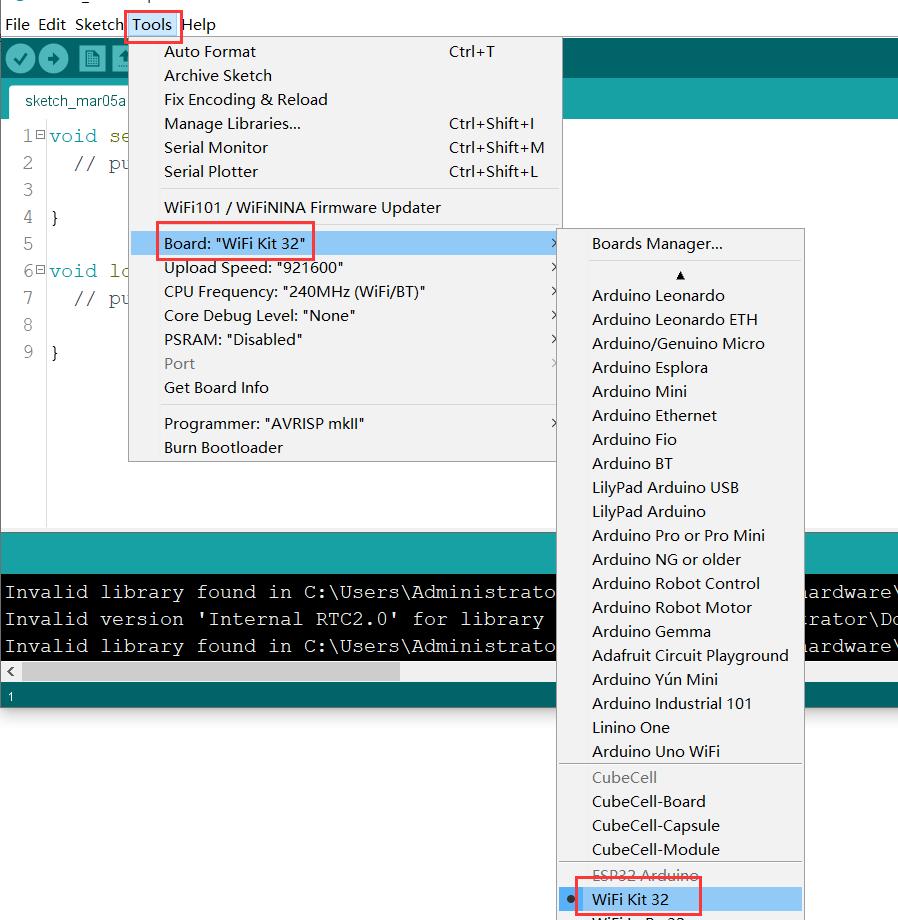 File Edit Sketch Tools Help
sketch_mar05a
Auto Format Ctrl+T
Archive Sketch
Fix Encoding & Reload
Manage Libraries... Ctrl+Shift+I
Serial Monitor Ctrl+Shift+M
Serial Plotter Ctrl+Shift+L
WiFi101 / WiFiNINA Firmware Updater
Board: "WiFi Kit 32"
Upload Speed: "921600"
CPU Frequency: "240MHz (WiFi/BT)"
Core Debug Level: "None"
PSRAM: "Disabled"
Port
Get Board Info
Programmer: "AVRISP mkII"
Burn Bootloader
1 void se
2 // pu
3
4 }
5
6 void lo
7 // pu
8
9 }
Boards Manager...
Arduino Leonardo
Arduino Leonardo ETH
Arduino/Genuino Micro
Arduino Esplora
Arduino Mini
Arduino Ethernet
Arduino Fio
Arduino BT
LilyPad Arduino USB
LilyPad Arduino
Arduino Pro or Pro Mini
Arduino NG or older
Arduino Robot Control
Arduino Robot Motor
Arduino Gemma
Adafruit Circuit Playground
Arduino Yún Mini
Arduino Industrial 101
Linino One
Arduino Uno WiFi
CubeCell
CubeCell-Board
CubeCell-Capsule
CubeCell-Module
ESP32 Arduino
WiFi Kit 32
Invalid library found in C:\Users\Administrato ardware\
Invalid version 'Internal RTC2.0' for library trator\Do
Invalid library found in C:\Users\Administrato ardware\
1